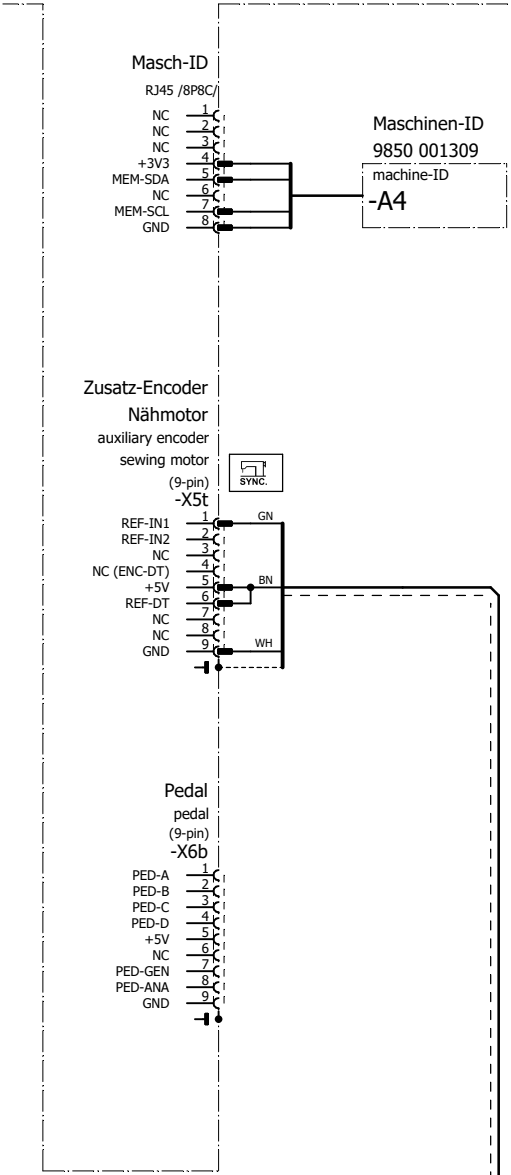 Masch-ID
RJ45 /8P8C/
NC 1
NC 2
NC 3
+3V3 4
MEM-SDA 5
NC 6
MEM-SCL 7
GND 8
Maschinen-ID
9850 001309
machine-ID
-A4
Zusatz-Encoder
Nähmotor
auxiliary encoder
sewing motor
(9-pin)
-X5t
SYNC.
REF-IN1 1 GN
REF-IN2 2
NC 3
NC (ENC-DT) 4
+5V 5 BN
REF-DT 6
NC 7
NC 8
GND 9 WH
Pedal
pedal
(9-pin)
-X6b
PED-A 1
PED-B 2
PED-C 3
PED-D 4
+5V 5
NC 6
PED-GEN 7
PED-ANA 8
GND 9